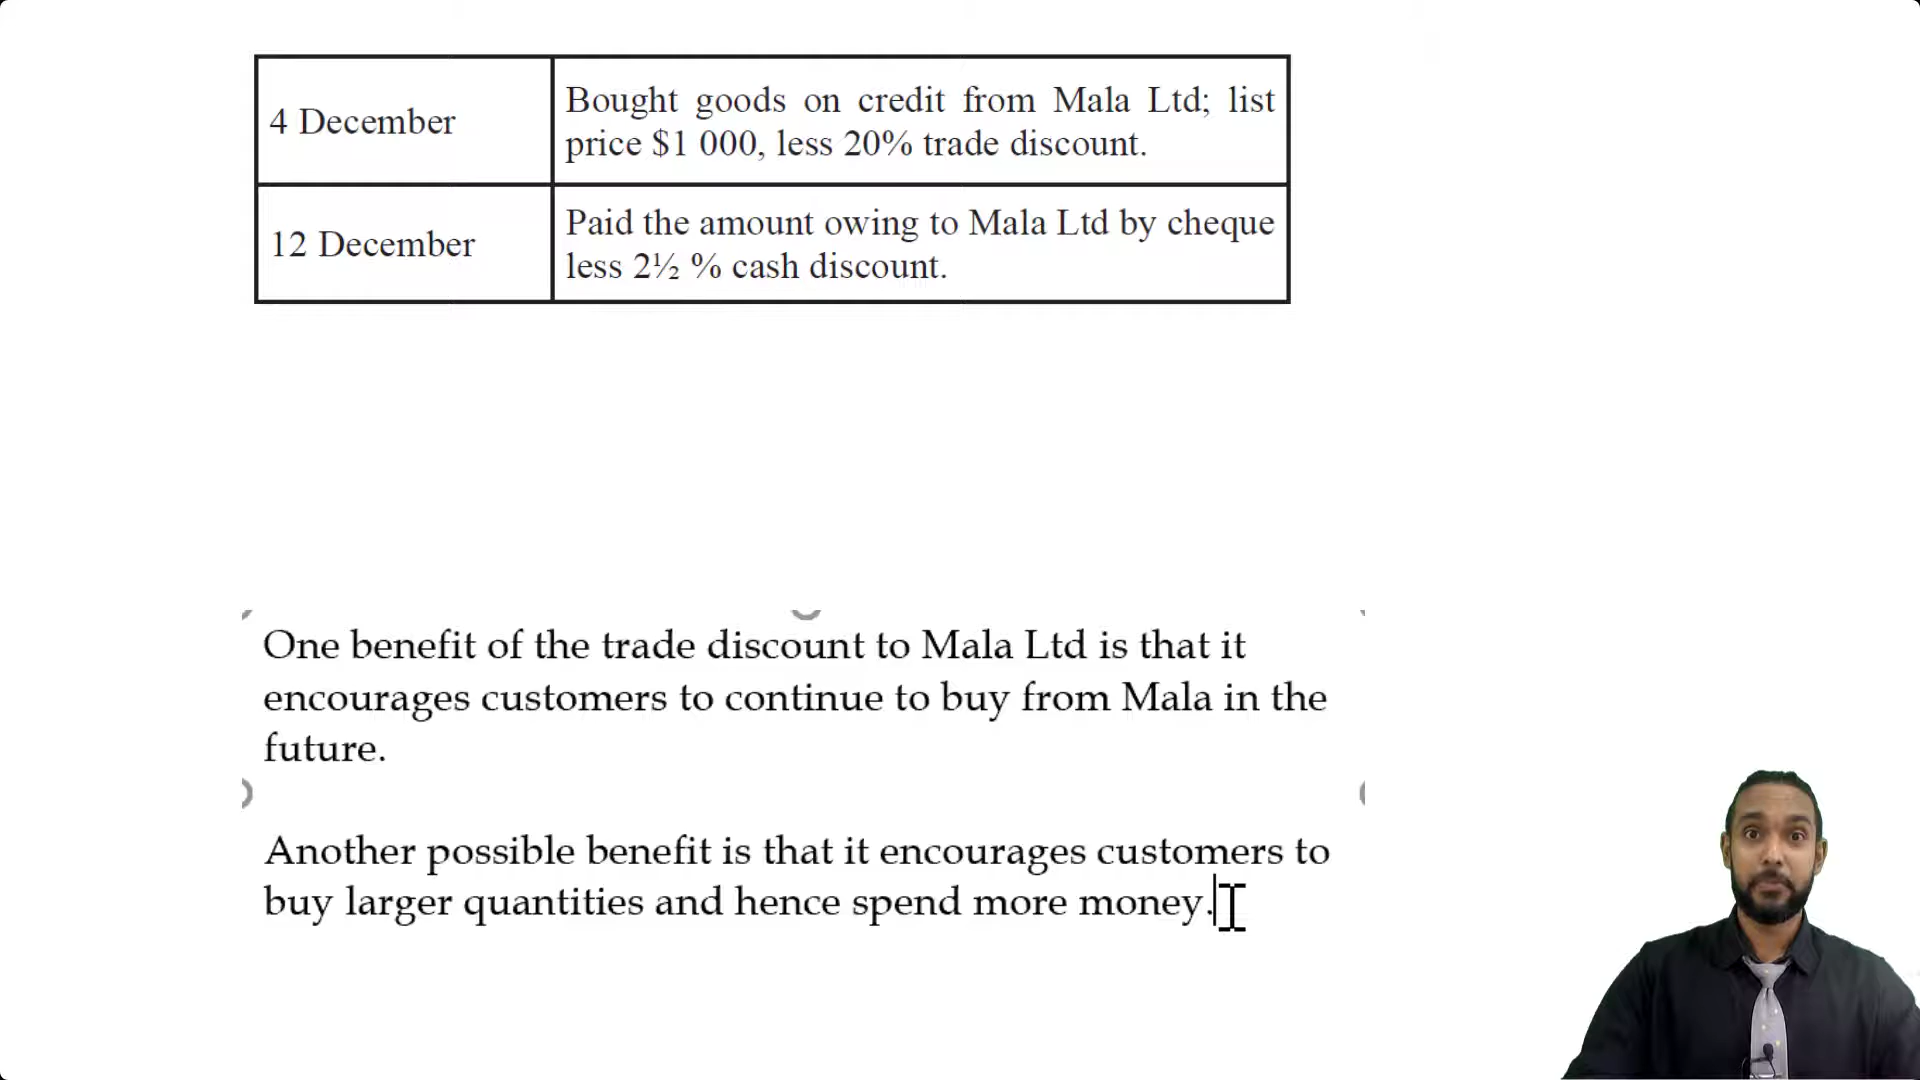 4 December
Bought goods on credit from Mala Ltd; list
price $1 000, less 20% trade discount.
12 December
Paid the amount owing to Mala Ltd by cheque
less 2½ % cash discount.
One benefit of the trade discount to Mala Ltd is that it
encourages customers to continue to buy from Mala in the
future.
Another possible benefit is that it encourages customers to
buy larger quantities and hence spend more money.